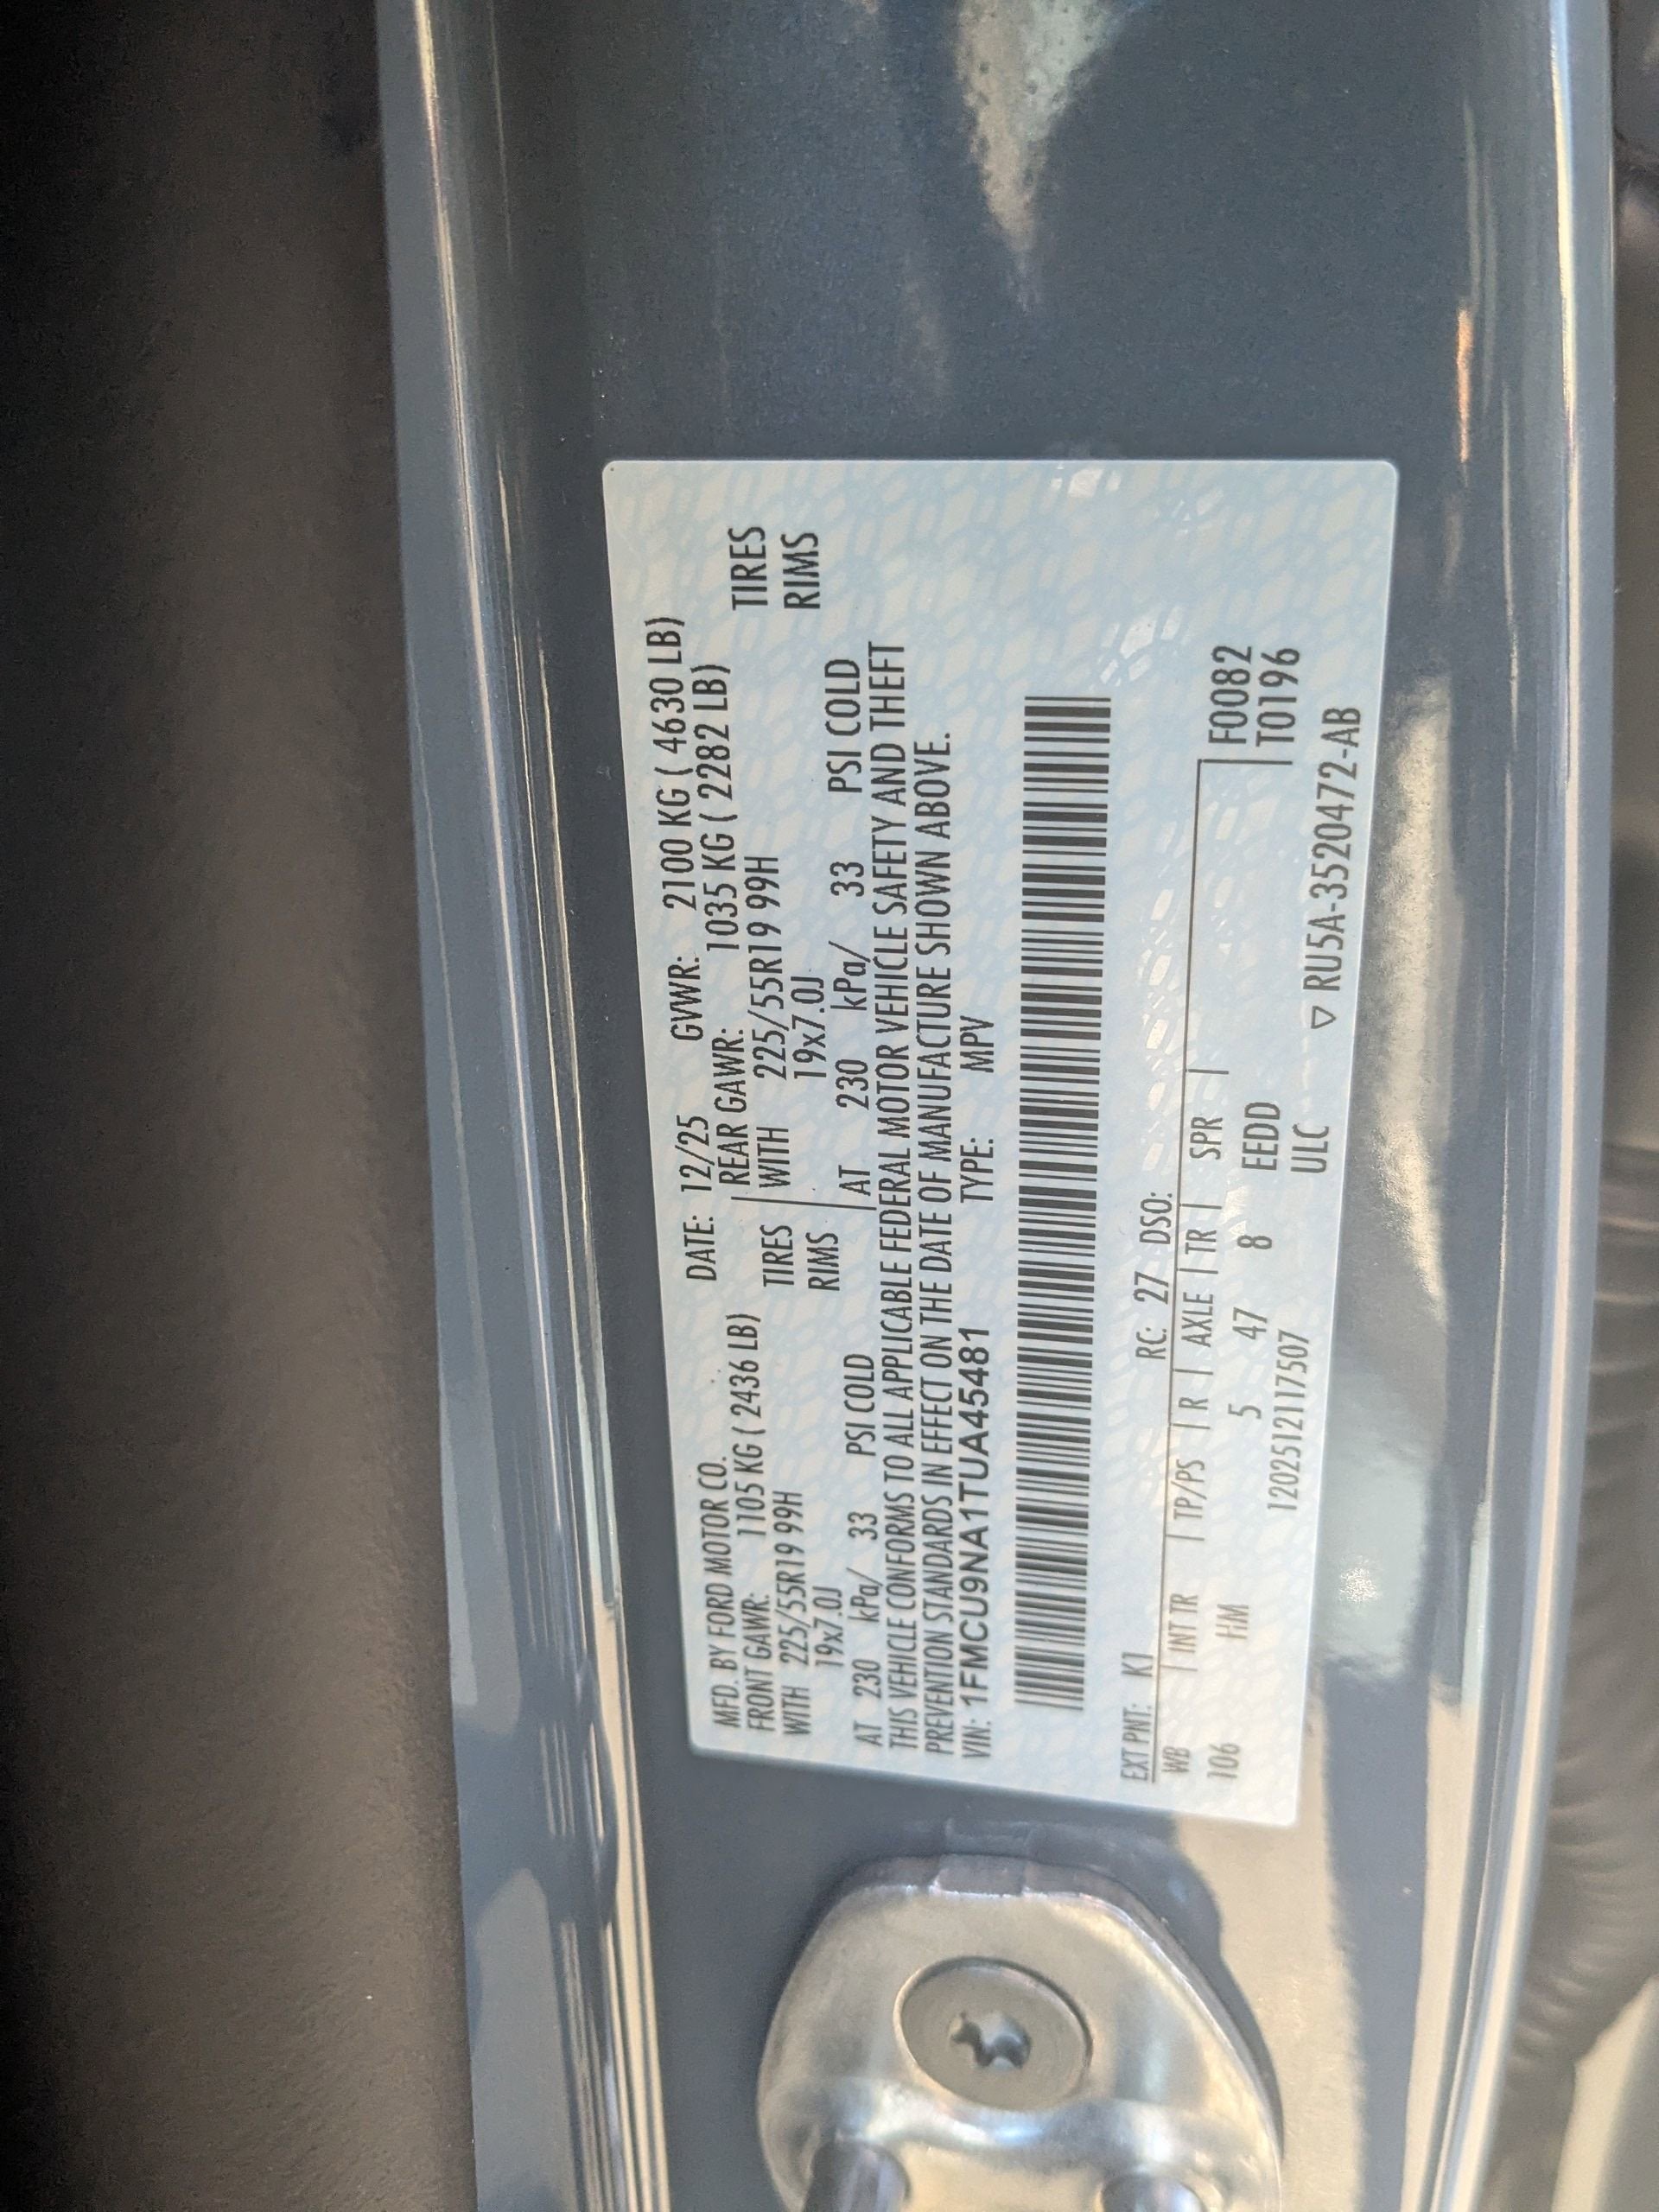 MFD. BY FORD MOTOR CO. DATE: 12/25 GVWR: 2100 KG ( 4630 LB)
FRONT GAWR: 1105 KG ( 2436 LB) REAR GAWR: 1035 KG ( 2282 LB)
WITH 225/55R19 99H TIRES WITH 225/55R19 99H TIRES
19x7.0J RIMS 19x7.0J RIMS
AT 230 kPa/ 33 PSI COLD AT 230 kPa/ 33 PSI COLD
THIS VEHICLE CONFORMS TO ALL APPLICABLE FEDERAL MOTOR VEHICLE SAFETY AND THEFT
PREVENTION STANDARDS IN EFFECT ON THE DATE OF MANUFACTURE SHOWN ABOVE.
VIN: 1FMCU9NA1TUA45481 TYPE: MPV
EXT PNT: K1 RC: 27 DSO:
WB | INT TR | TP/PS | R | AXLE | TR | SPR | F0082
106 HM 5 47 8 EEDD T0196
1202512117507 ULC ▽ RU5A-3520472-AB